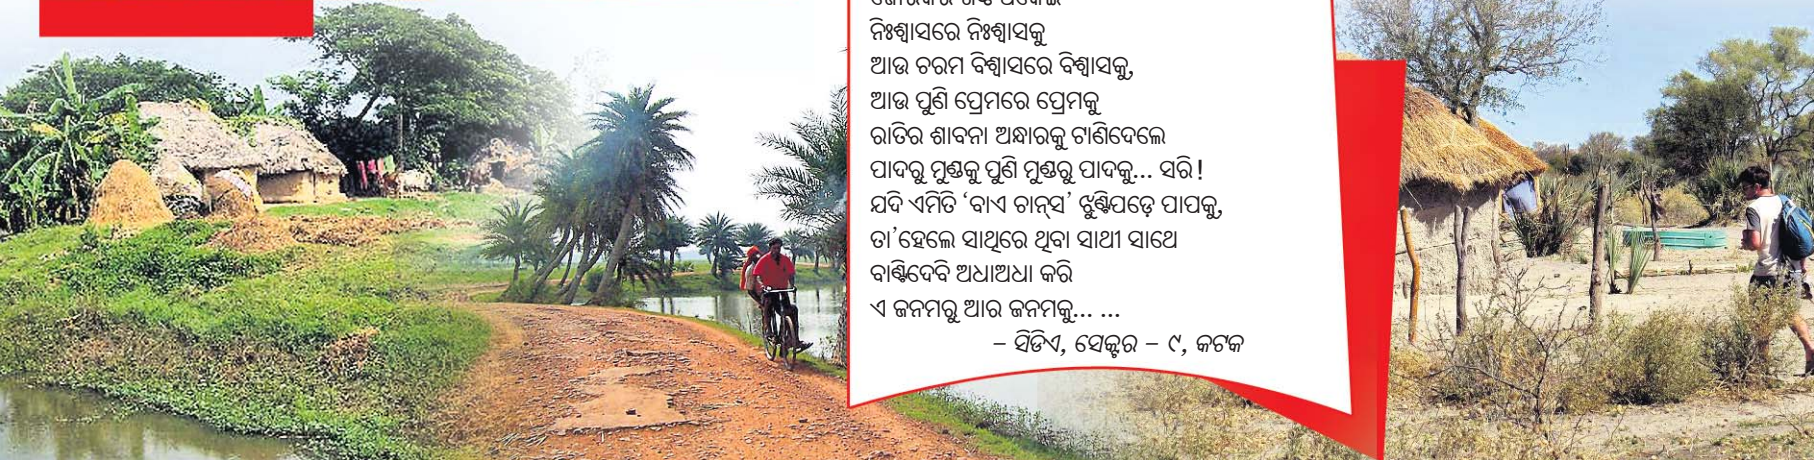 ନିଃଶ୍ୱାସରେ ନିଃଶ୍ୱାସକୁ
ଆଉ ଚରମ ବିଶ୍ୱାସରେ ବିଶ୍ୱାସକୁ,
ଆଉ ପୁଣି ପ୍ରେମରେ ପ୍ରେମକୁ
ରାତିର ଶାବନା ଅନ୍ଧାରକୁ ଟାଣିଦେଲେ
ପାଦରୁ ମୁଣ୍ଡକୁ ପୁଣି ମୁଣ୍ଡରୁ ପାଦକୁ... ସରି!
ଯଦି ଏମିତି ‘ବାଏ ଚାନ୍‌ସ’ ଝୁଣ୍ଟିପଡ଼େ ପାପକୁ,
ତା’ହେଲେ ସାଥିରେ ଥିବା ସାଥୀ ସାଥେ
ବାଣ୍ଟିଦେବି ଅଧାଅଧା କରି
ଏ ଜନମରୁ ଆର ଜନମକୁ... ...
– ସିଡିଏ, ସେକ୍ଟର – ୯, କଟକ